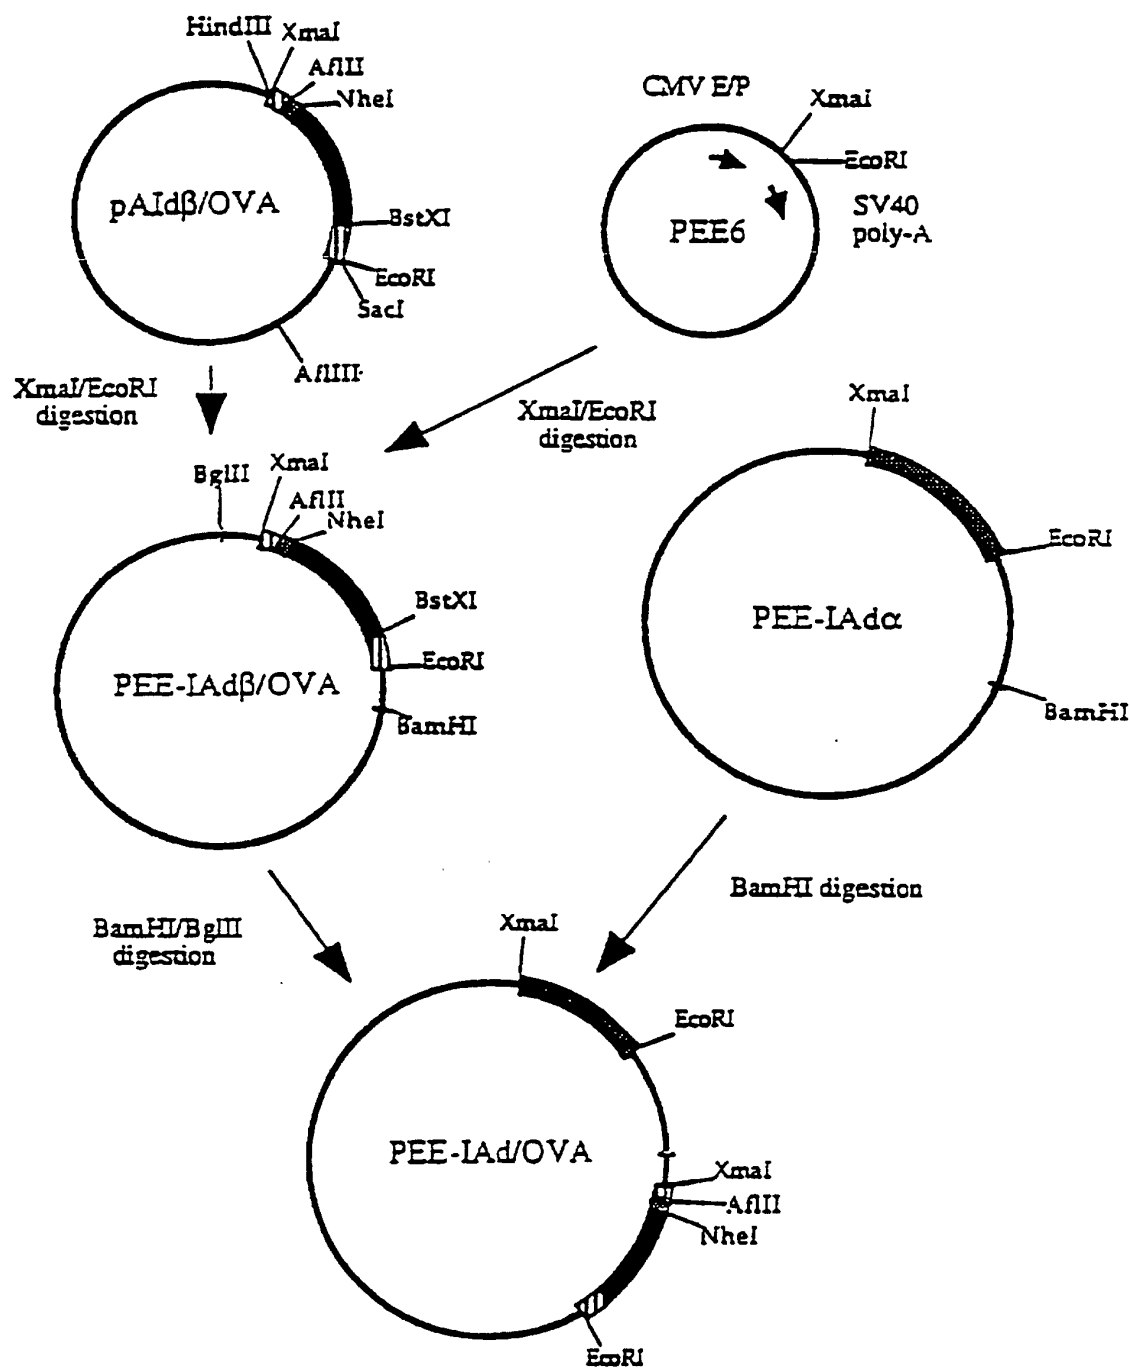 HindIII XmaI
AflII
NheI
pAIdβ/OVA
BstXI
EcoRI
SacI
AflIII
CMV E/P
XmaI
EcoRI
PEE6
SV40
poly-A
XmaI/EcoRI
digestion
XmaI/EcoRI
digestion
BglII
XmaI
AflII
NheI
BstXI
EcoRI
PEE-IAdβ/OVA
BamHI
XmaI
EcoRI
PEE-IAdα
BamHI
BamHI/BglII
digestion
BamHI digestion
XmaI
EcoRI
PEE-IAd/OVA
XmaI
AflII
NheI
EcoRI